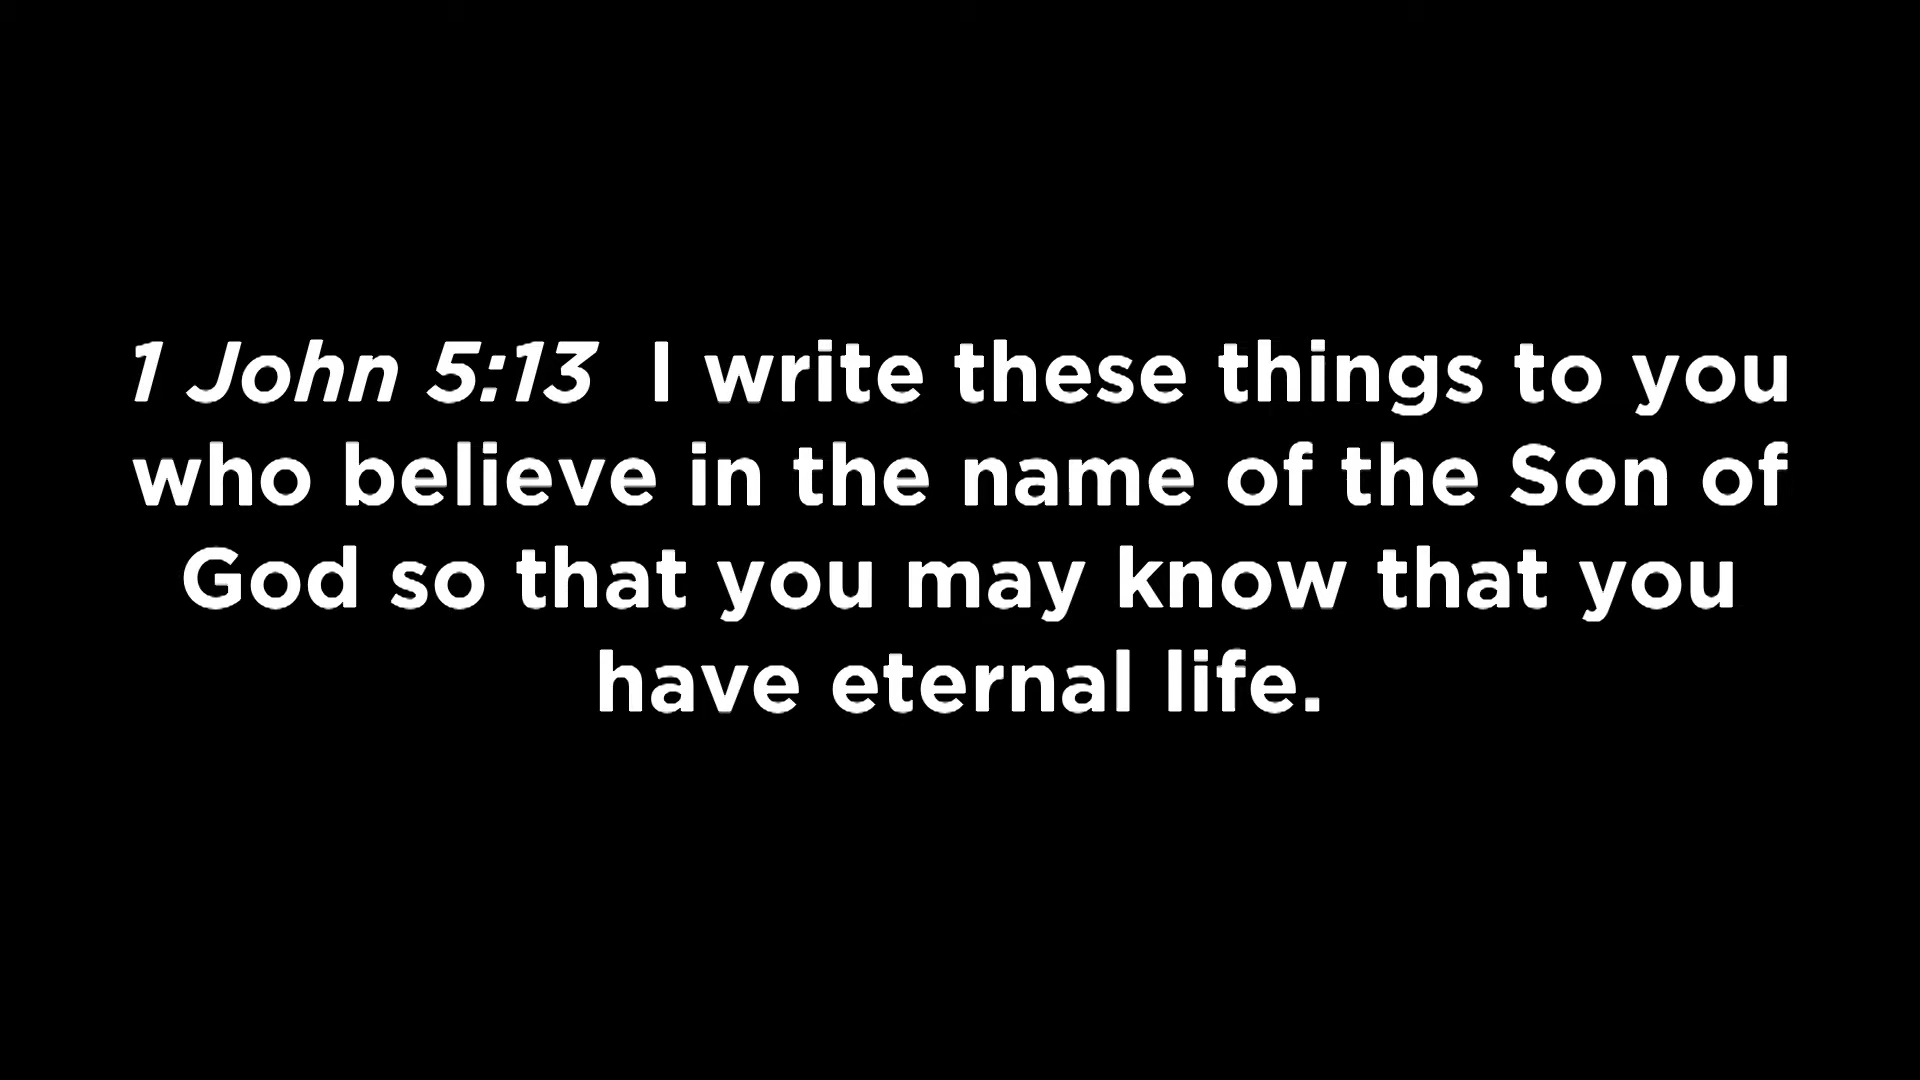 1 John 5:13 I write these things to you
who believe in the name of the Son of
God so that you may know that you
have eternal life.